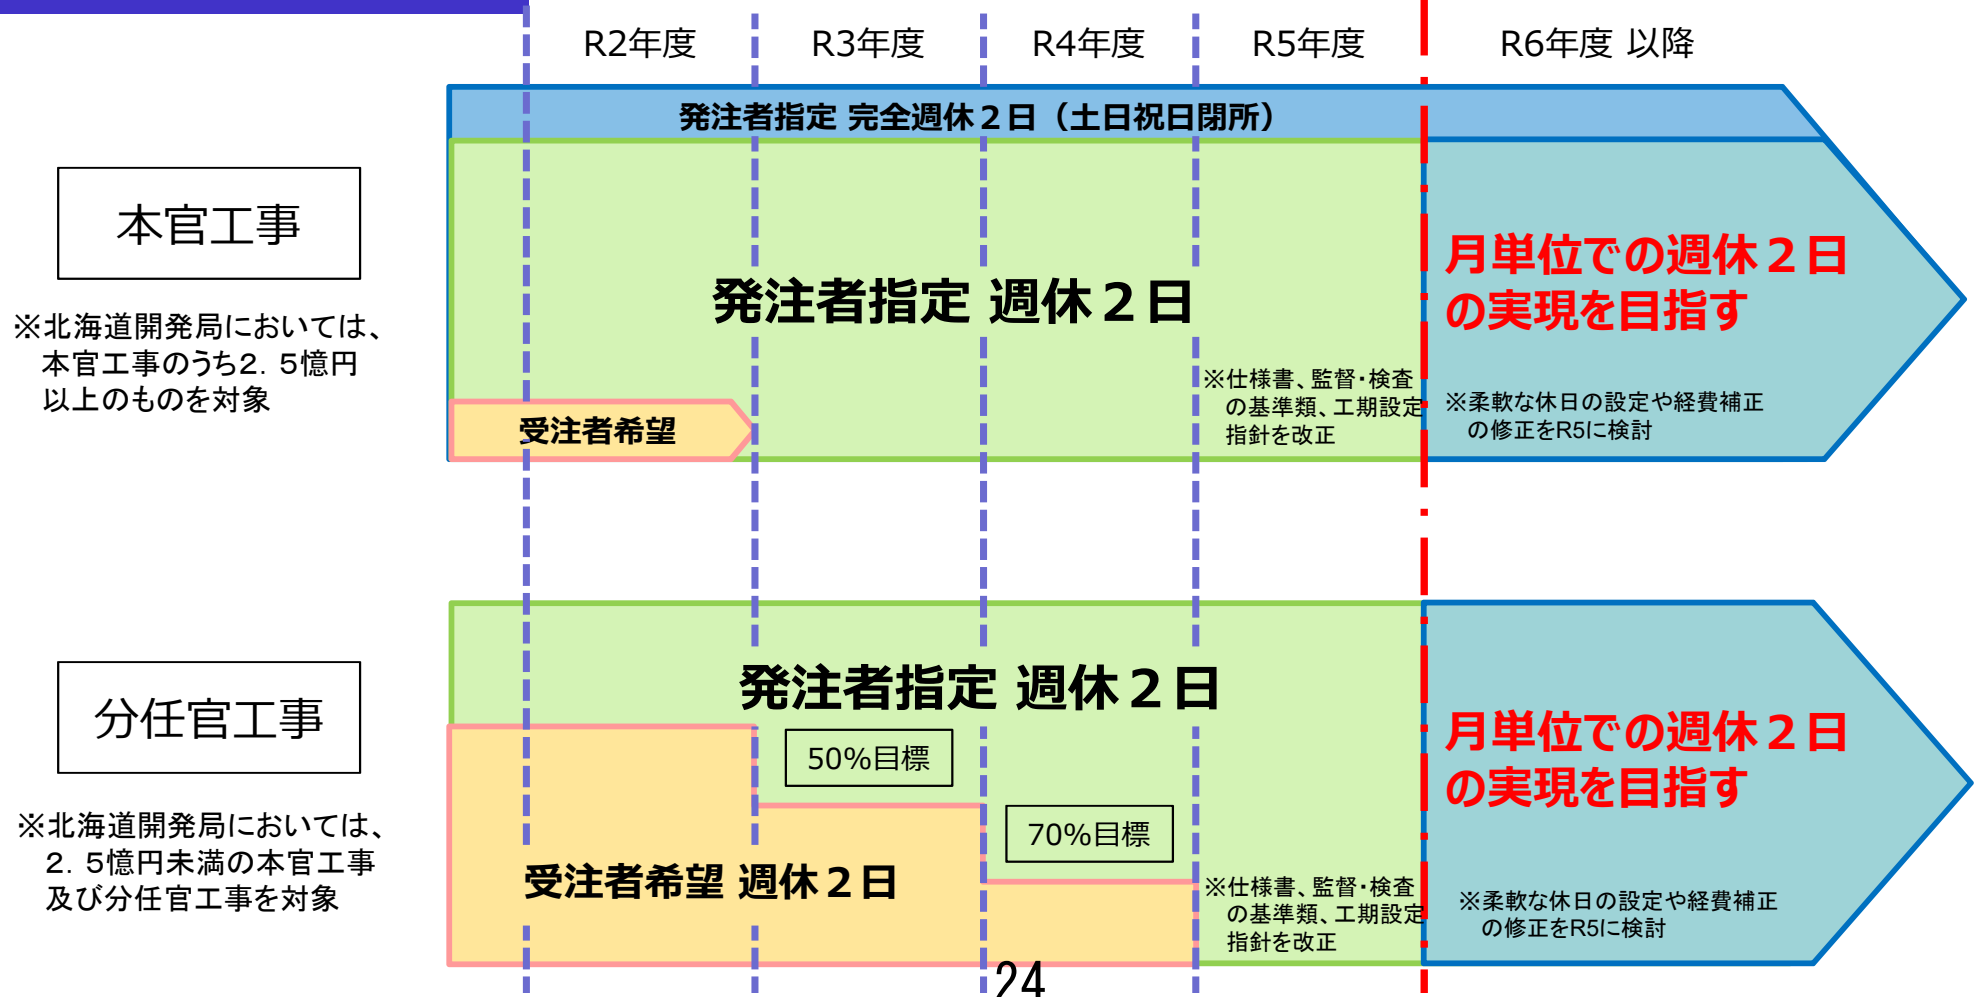 R2年度
R3年度
R4年度
R5年度
R6年度 以降
発注者指定 完全週休２日（土日祝日閉所）
本官工事
※北海道開発局においては、
本官工事のうち2．5憶円
以上のものを対象
発注者指定 週休２日
受注者希望
※仕様書、監督・検査
の基準類、工期設定
指針を改正
月単位での週休２日
の実現を目指す
※柔軟な休日の設定や経費補正
の修正をR5に検討
分任官工事
※北海道開発局においては、
2．5憶円未満の本官工事
及び分任官工事を対象
発注者指定 週休２日
50%目標
70%目標
受注者希望 週休２日
※仕様書、監督・検査
の基準類、工期設定
指針を改正
月単位での週休２日
の実現を目指す
※柔軟な休日の設定や経費補正
の修正をR5に検討
24